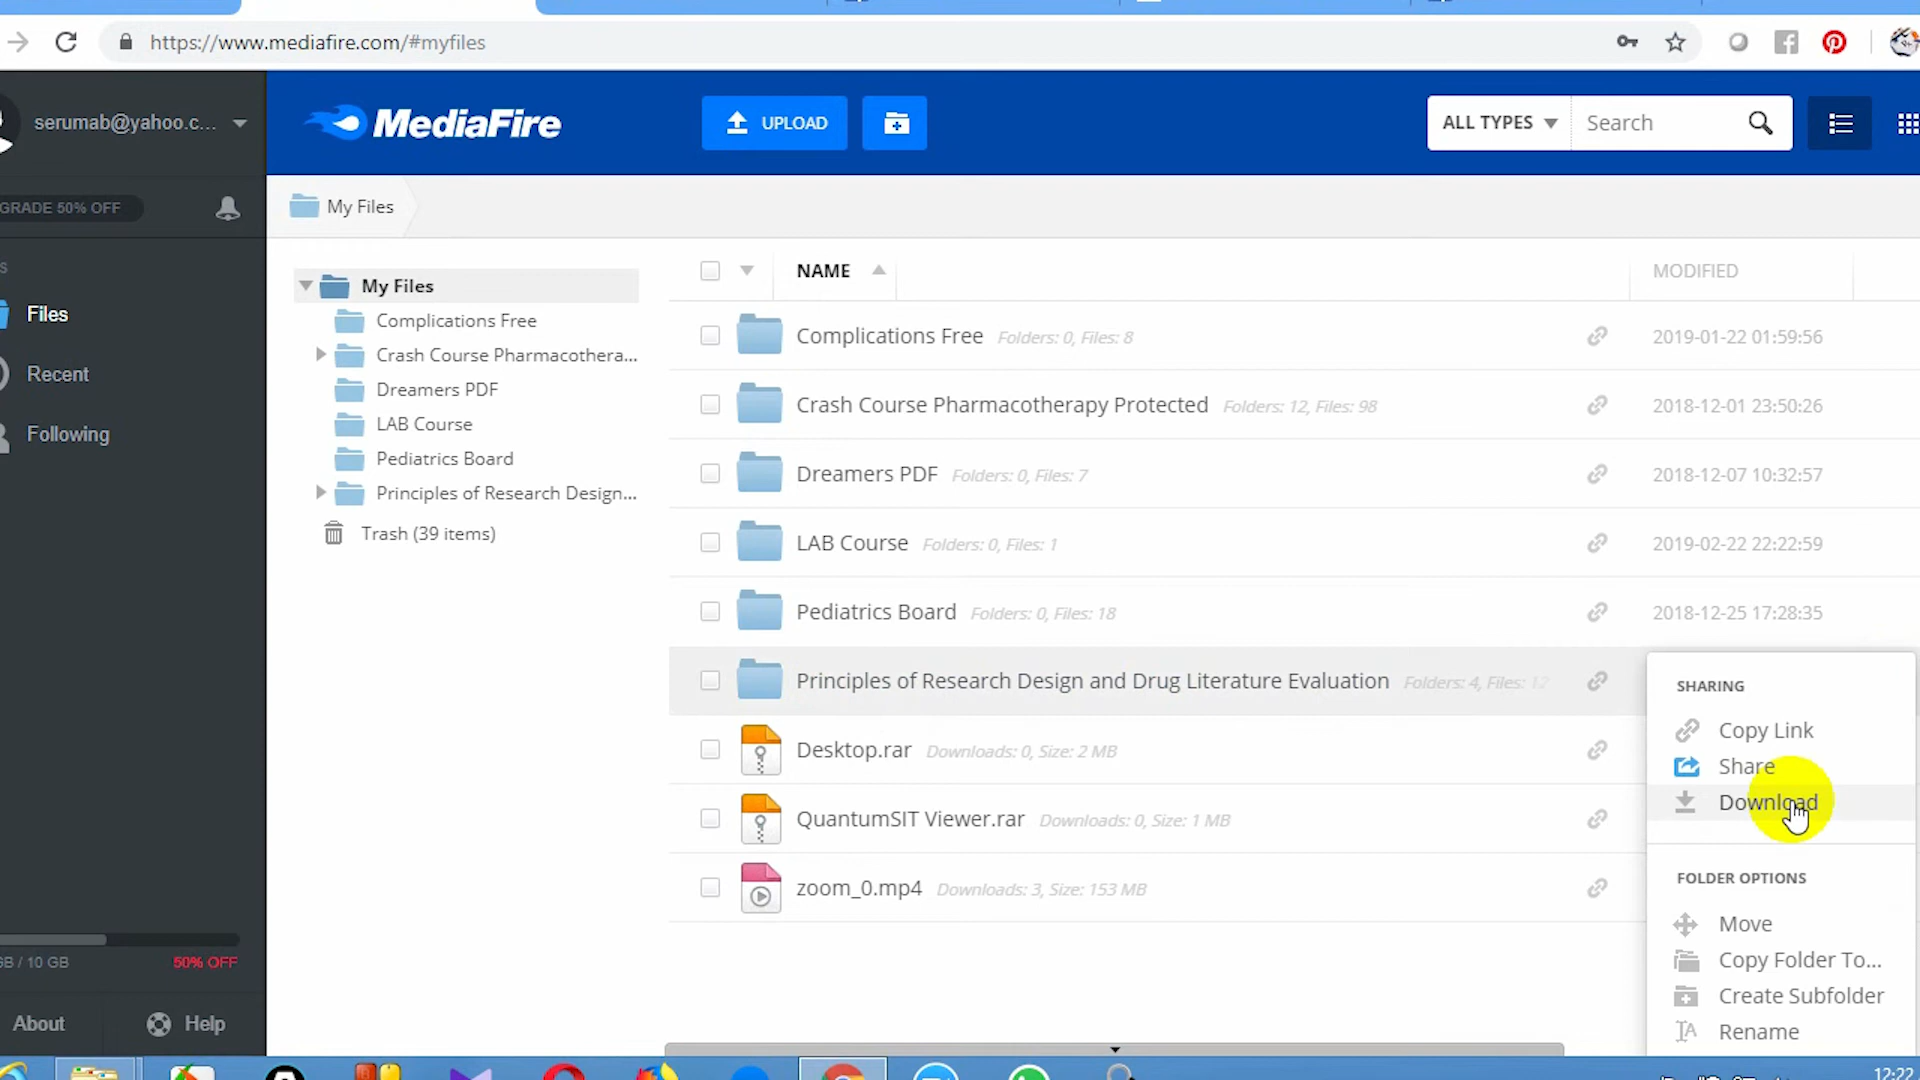 https://www.mediafire.com/#myfiles
serumab@yahoo.c...
MediaFire
UPLOAD
ALL TYPES
Search
GRADE 50% OFF
My Files
S
Files
Recent
Following
My Files
Complications Free
Crash Course Pharmacothera...
Dreamers PDF
LAB Course
Pediatrics Board
Principles of Research Design...
Trash (39 items)
NAME
MODIFIED
Complications Free Folders: 0, Files: 8 2019-01-22 01:59:56
Crash Course Pharmacotherapy Protected Folders: 12, Files: 98 2018-12-01 23:50:26
Dreamers PDF Folders: 0, Files: 7 2018-12-07 10:32:57
LAB Course Folders: 0, Files: 1 2019-02-22 22:22:59
Pediatrics Board Folders: 0, Files: 18 2018-12-25 17:28:35
Principles of Research Design and Drug Literature Evaluation Folders: 4, Files: 12
Desktop.rar Downloads: 0, Size: 2 MB
QuantumSIT Viewer.rar Downloads: 0, Size: 1 MB
zoom_0.mp4 Downloads: 3, Size: 153 MB
SHARING
Copy Link
Share
Download
FOLDER OPTIONS
Move
Copy Folder To...
Create Subfolder
Rename
GB / 10 GB
50% OFF
About
Help
12:22